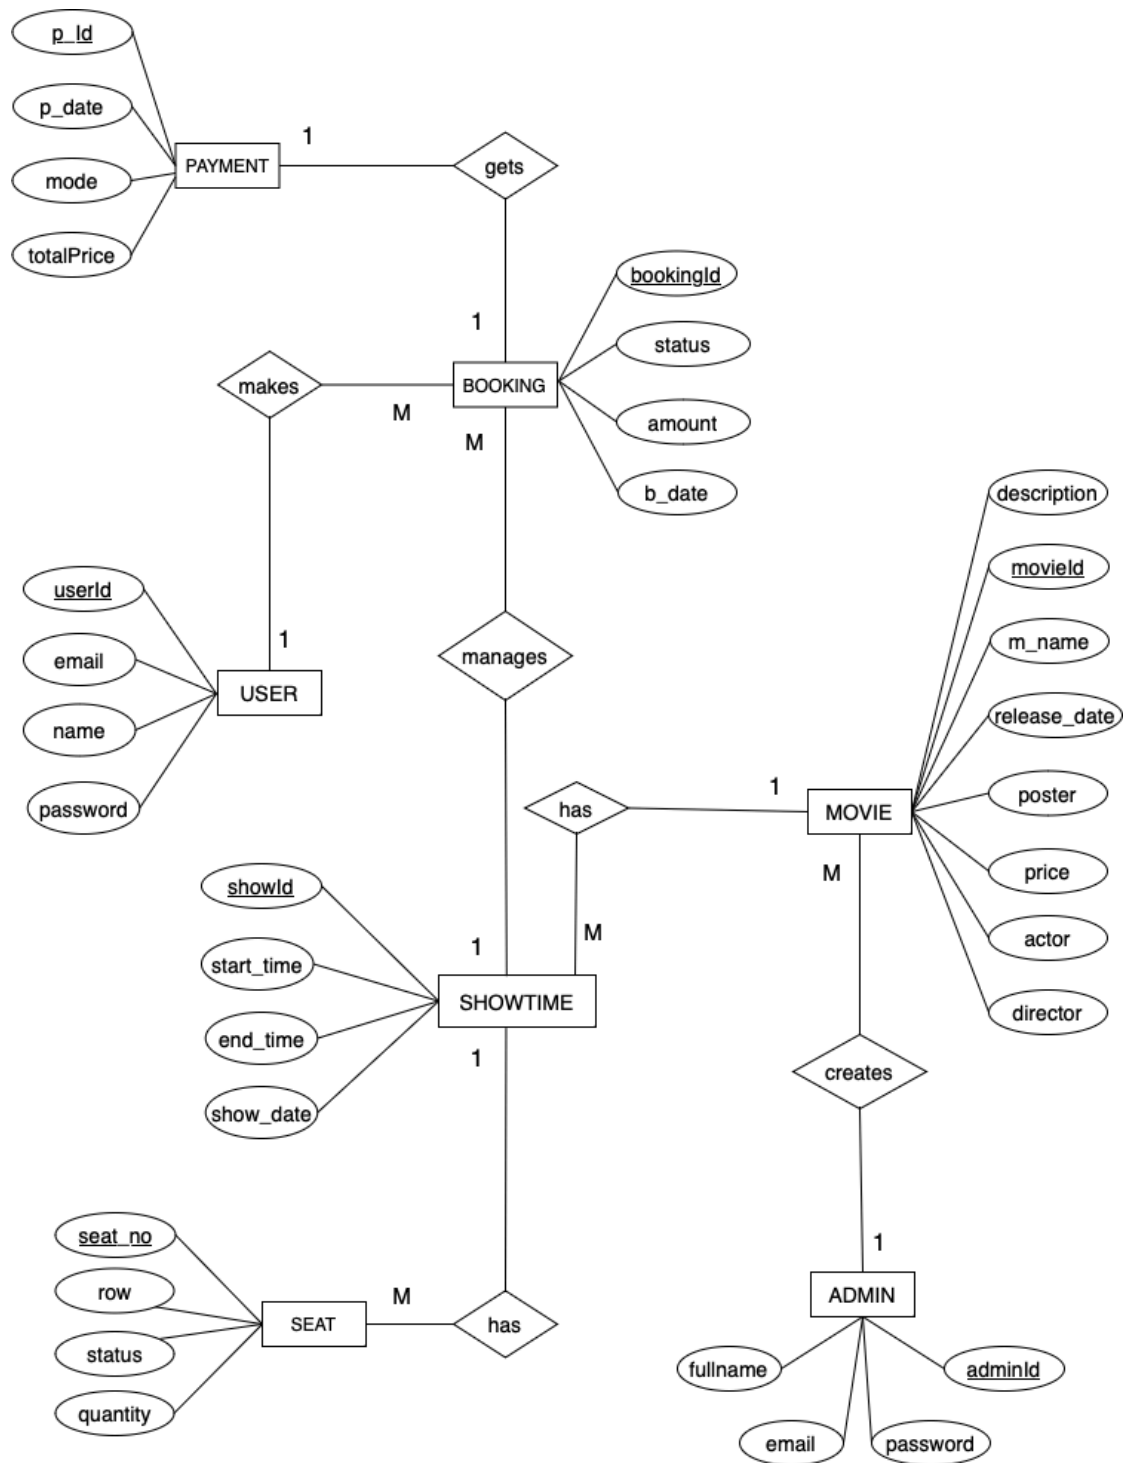 p_Id
p_date
mode
totalPrice
PAYMENT
1
gets
1
bookingId
status
amount
b_date
BOOKING
makes
M
M
1
userId
email
name
password
USER
manages
description
movieId
m_name
release_date
poster
price
actor
director
MOVIE
1
has
M
M
showId
start_time
end_time
show_date
1
SHOWTIME
1
creates
1
seat_no
row
status
quantity
SEAT
M
has
ADMIN
fullname
adminId
email
password